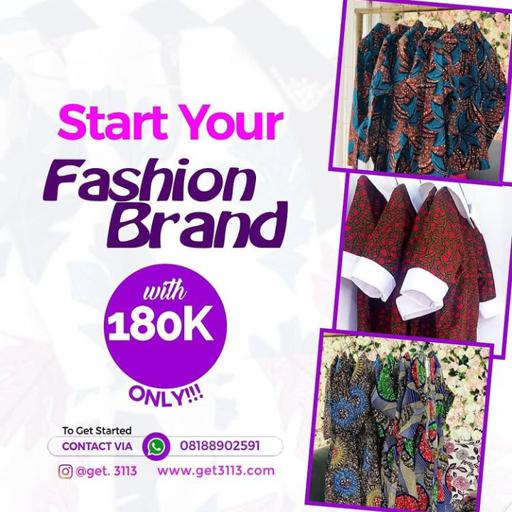 Start Your
Fashion
Brand
with
180K
ONLY!!!
To Get Started
CONTACT VIA 08188902591
@get. 3113 www.get3113.com